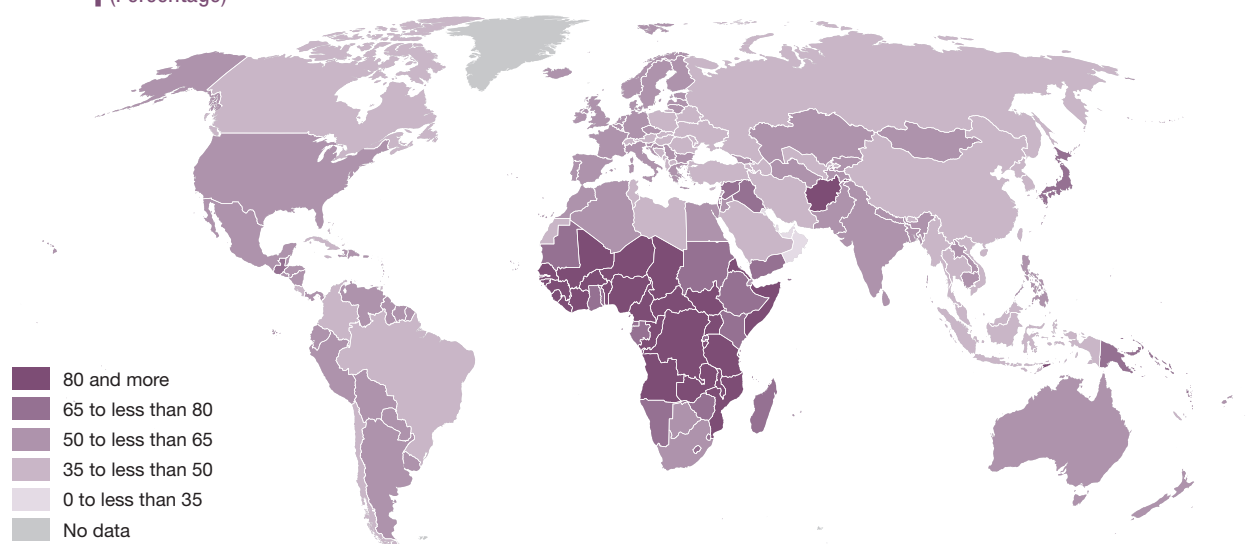 (Percentage)
80 and more
65 to less than 80
50 to less than 65
35 to less than 50
0 to less than 35
No data